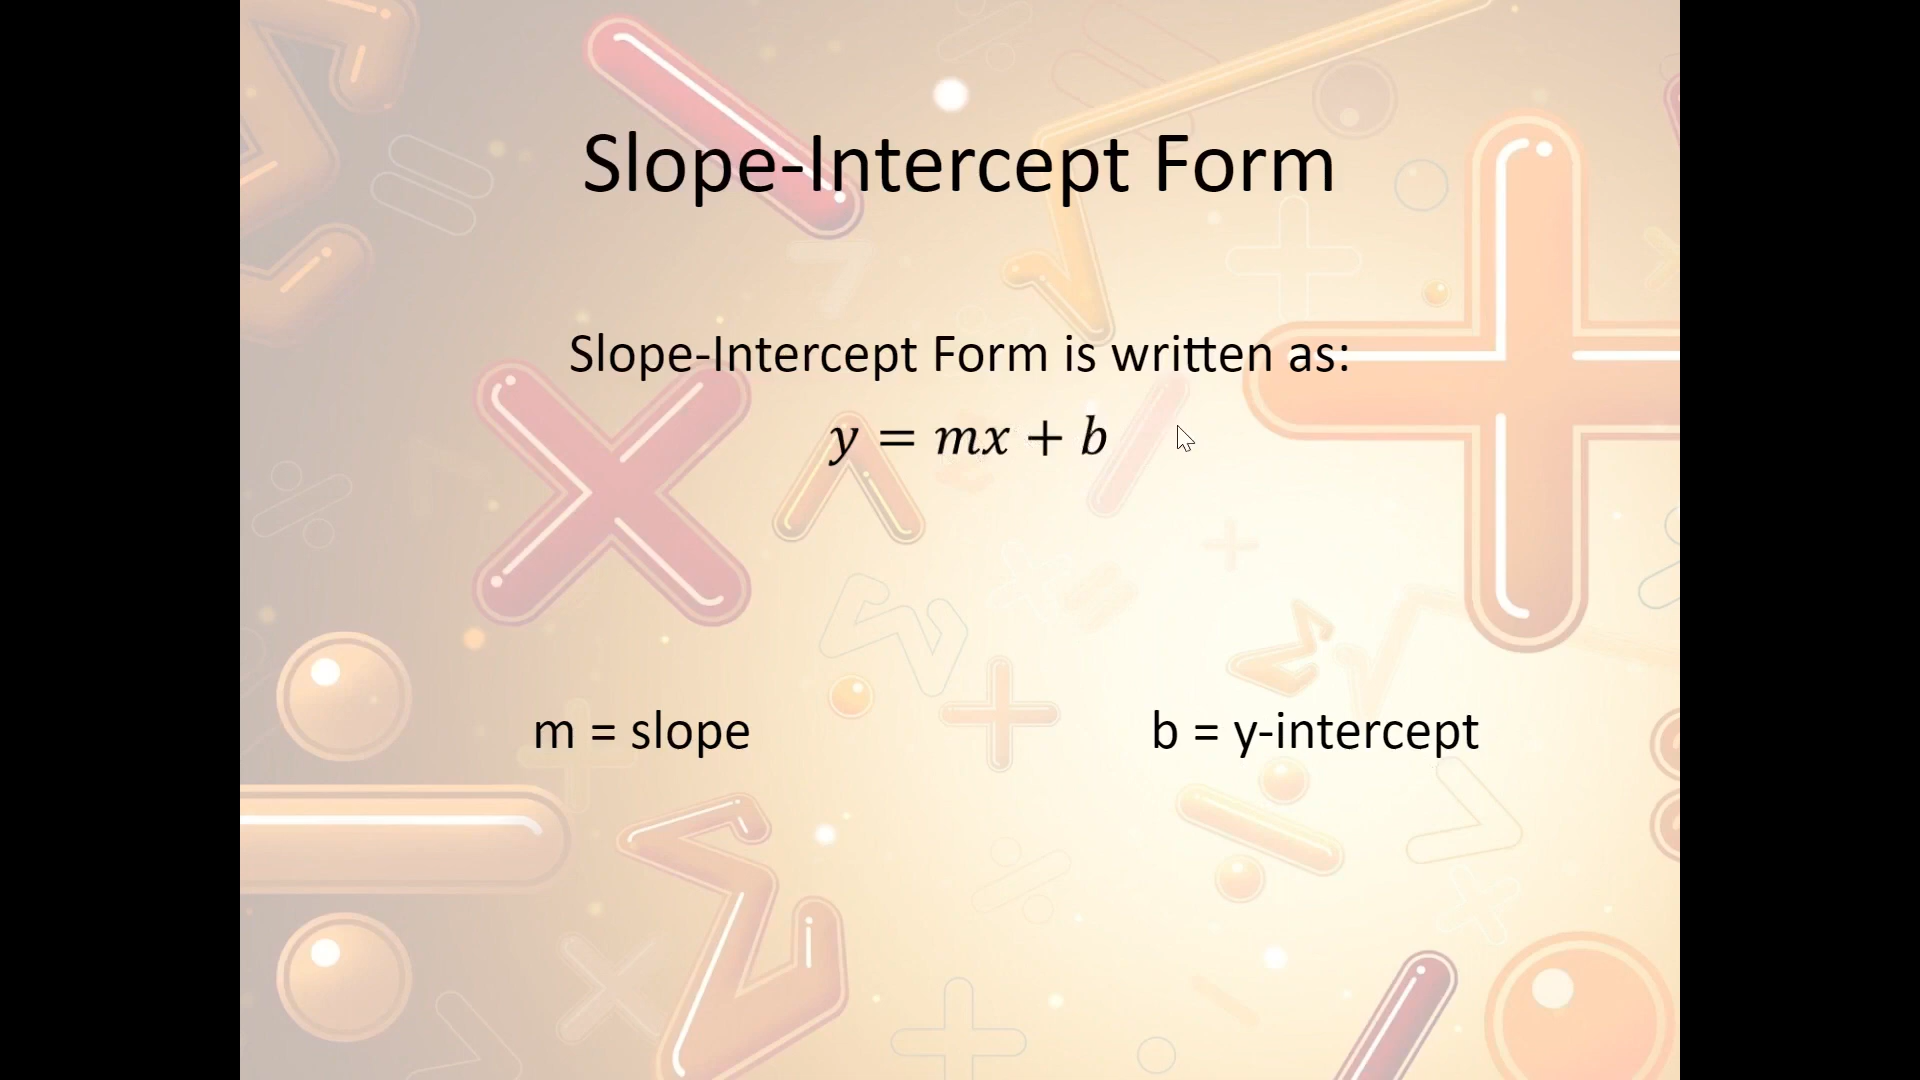 Slope-Intercept Form
Slope-Intercept Form is written as:
y = mx + b
m = slope
b = y-intercept